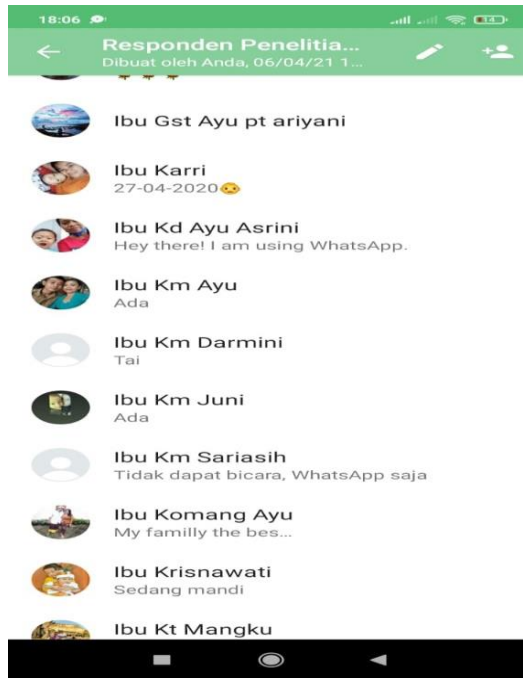 18:06
Responden Penelitia...
Dibuat oleh Anda, 06/04/21 1...
Ibu Gst Ayu pt ariyani
Ibu Karri
27-04-2020👶
Ibu Kd Ayu Asrini
Hey there! I am using WhatsApp.
Ibu Km Ayu
Ada
Ibu Km Darmini
Tai
Ibu Km Juni
Ada
Ibu Km Sariasih
Tidak dapat bicara, WhatsApp saja
Ibu Komang Ayu
My familly the bes...
Ibu Krisnawati
Sedang mandi
Ibu Kt Mangku